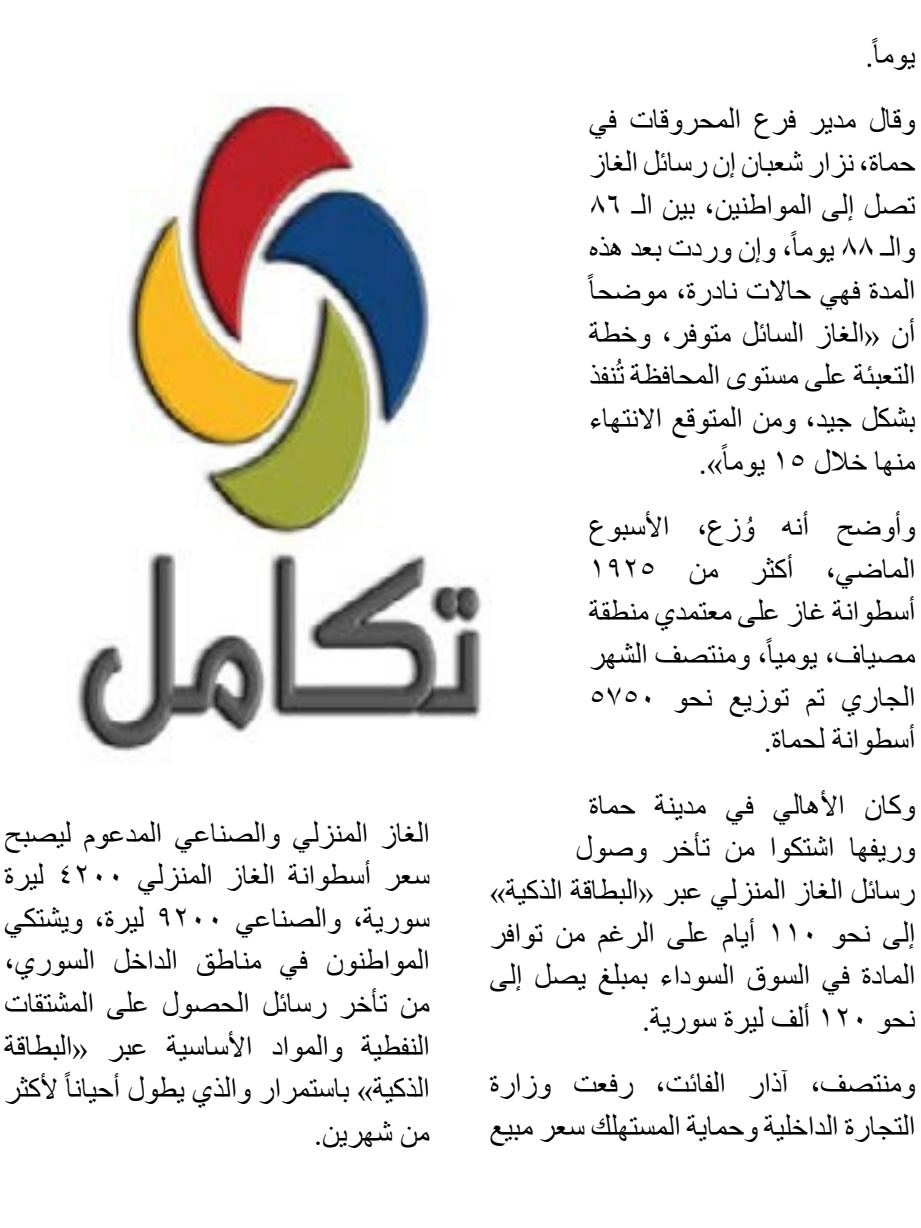 يوماً.
وقال مدير فرع المحروقات في
حماة، نزار شعبان إن رسائل الغاز
تصل إلى المواطنين، بين الـ ٨٦
والـ ٨٨ يوماً، وإن وردت بعد هذه
المدة فهي حالات نادرة، موضحاً
أن «الغاز السائل متوفر، وخطة
التعبئة على مستوى المحافظة تُنفذ
بشكل جيد، ومن المتوقع الانتهاء
منها خلال ١٥ يوماً».
وأوضح أنه وُزع، الأسبوع
الماضي، أكثر من ١٩٢٥
أسطوانة غاز على معتمدي منطقة
مصياف، يومياً، ومنتصف الشهر
الجاري تم توزيع نحو ٥٧٥٠
أسطوانة لحماة.
وكان الأهالي في مدينة حماة
وريفها اشتكوا من تأخر وصول
رسائل الغاز المنزلي عبر «البطاقة الذكية»
إلى نحو ١١٠ أيام على الرغم من توافر
المادة في السوق السوداء بمبلغ يصل إلى
نحو ١٢٠ ألف ليرة سورية.
ومنتصف، آذار الفائت، رفعت وزارة
التجارة الداخلية وحماية المستهلك سعر مبيع
تكامل
الغاز المنزلي والصناعي المدعوم ليصبح
سعر أسطوانة الغاز المنزلي ٤٢٠٠ ليرة
سورية، والصناعي ٩٢٠٠ ليرة، ويشتكي
المواطنون في مناطق الداخل السوري،
من تأخر رسائل الحصول على المشتقات
النفطية والمواد الأساسية عبر «البطاقة
الذكية» باستمرار والذي يطول أحياناً لأكثر
من شهرين.